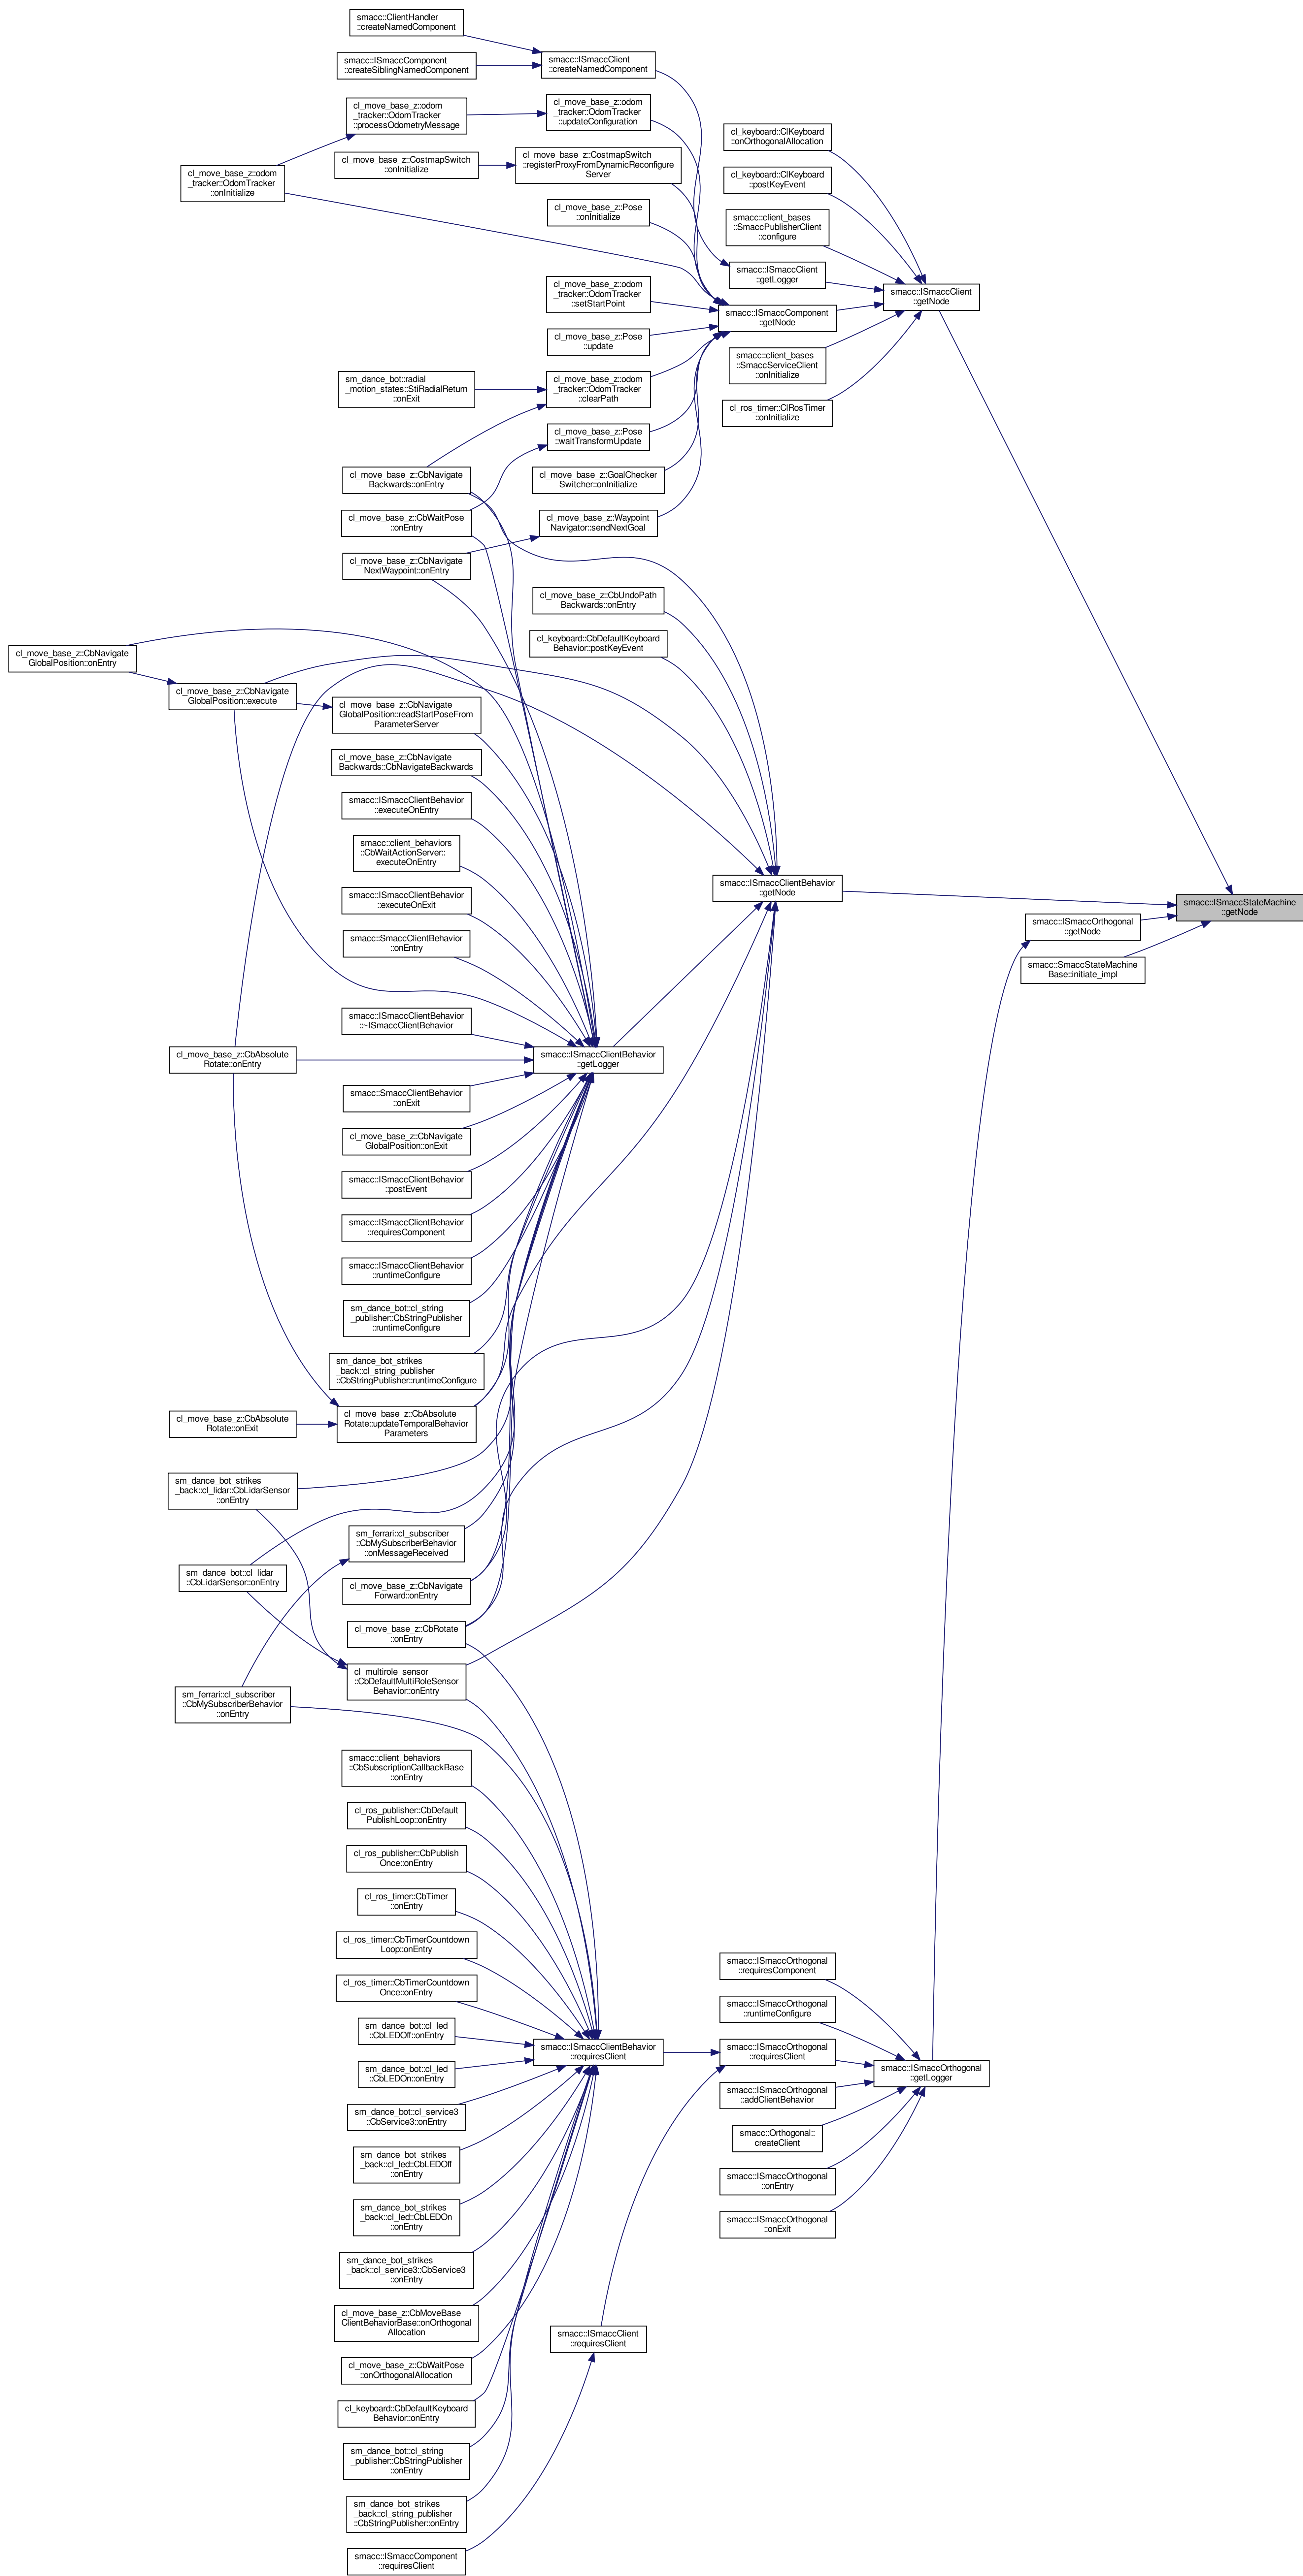 smacc::ClientHandler
::createNamedComponent
smacc::ISmaccComponent
::createSiblingNamedComponent
smacc::ISmaccClient
::createNamedComponent
cl_move_base_z::odom
_tracker::OdomTracker
::processOdometryMessage
cl_move_base_z::odom
_tracker::OdomTracker
::updateConfiguration
cl_move_base_z::odom
_tracker::OdomTracker
::onInitialize
cl_move_base_z::CostmapSwitch
::onInitialize
cl_move_base_z::CostmapSwitch
::registerProxyFromDynamicReconfigure
Server
cl_move_base_z::Pose
::onInitialize
cl_keyboard::ClKeyboard
::onOrthogonalAllocation
cl_keyboard::ClKeyboard
::postKeyEvent
smacc::client_bases
::SmaccPublisherClient
::configure
smacc::ISmaccClient
::getLogger
smacc::ISmaccClient
::getNode
smacc::ISmaccComponent
::getNode
smacc::client_bases
::SmaccServiceClient
::onInitialize
cl_ros_timer::ClRosTimer
::onInitialize
cl_move_base_z::odom
_tracker::OdomTracker
::setStartPoint
cl_move_base_z::Pose
::update
sm_dance_bot::radial
_motion_states::StiRadialReturn
::onExit
cl_move_base_z::odom
_tracker::OdomTracker
::clearPath
cl_move_base_z::Pose
::waitTransformUpdate
cl_move_base_z::CbNavigate
Backwards::onEntry
cl_move_base_z::GoalChecker
Switcher::onInitialize
cl_move_base_z::CbWaitPose
::onEntry
cl_move_base_z::Waypoint
Navigator::sendNextGoal
cl_move_base_z::CbNavigate
NextWaypoint::onEntry
cl_move_base_z::CbUndoPath
Backwards::onEntry
cl_keyboard::CbDefaultKeyboard
Behavior::postKeyEvent
cl_move_base_z::CbNavigate
GlobalPosition::onEntry
cl_move_base_z::CbNavigate
GlobalPosition::execute
cl_move_base_z::CbNavigate
GlobalPosition::readStartPoseFrom
ParameterServer
cl_move_base_z::CbNavigate
Backwards::CbNavigateBackwards
smacc::ISmaccClientBehavior
::executeOnEntry
smacc::client_behaviors
::CbWaitActionServer::
executeOnEntry
smacc::ISmaccClientBehavior
::executeOnExit
smacc::ISmaccClientBehavior
::getNode
smacc::ISmaccStateMachine
::getNode
smacc::ISmaccOrthogonal
::getNode
smacc::SmaccStateMachine
Base::initiate_impl
smacc::SmaccClientBehavior
::onEntry
smacc::ISmaccClientBehavior
::~ISmaccClientBehavior
cl_move_base_z::CbAbsolute
Rotate::onEntry
smacc::ISmaccClientBehavior
::getLogger
smacc::SmaccClientBehavior
::onExit
cl_move_base_z::CbNavigate
GlobalPosition::onExit
smacc::ISmaccClientBehavior
::postEvent
smacc::ISmaccClientBehavior
::requiresComponent
smacc::ISmaccClientBehavior
::runtimeConfigure
sm_dance_bot::cl_string
_publisher::CbStringPublisher
::runtimeConfigure
sm_dance_bot_strikes
_back::cl_string_publisher
::CbStringPublisher::runtimeConfigure
cl_move_base_z::CbAbsolute
Rotate::onExit
cl_move_base_z::CbAbsolute
Rotate::updateTemporalBehavior
Parameters
sm_dance_bot_strikes
_back::cl_lidar::CbLidarSensor
::onEntry
sm_ferrari::cl_subscriber
::CbMySubscriberBehavior
::onMessageReceived
sm_dance_bot::cl_lidar
::CbLidarSensor::onEntry
cl_move_base_z::CbNavigate
Forward::onEntry
cl_move_base_z::CbRotate
::onEntry
cl_multirole_sensor
::CbDefaultMultiRoleSensor
Behavior::onEntry
sm_ferrari::cl_subscriber
::CbMySubscriberBehavior
::onEntry
smacc::client_behaviors
::CbSubscriptionCallbackBase
::onEntry
cl_ros_publisher::CbDefault
PublishLoop::onEntry
cl_ros_publisher::CbPublish
Once::onEntry
cl_ros_timer::CbTimer
::onEntry
cl_ros_timer::CbTimerCountdown
Loop::onEntry
cl_ros_timer::CbTimerCountdown
Once::onEntry
sm_dance_bot::cl_led
::CbLEDOff::onEntry
sm_dance_bot::cl_led
::CbLEDOn::onEntry
smacc::ISmaccClientBehavior
::requiresClient
smacc::ISmaccOrthogonal
::requiresComponent
smacc::ISmaccOrthogonal
::runtimeConfigure
smacc::ISmaccOrthogonal
::requiresClient
smacc::ISmaccOrthogonal
::getLogger
smacc::ISmaccOrthogonal
::addClientBehavior
smacc::Orthogonal::
createClient
smacc::ISmaccOrthogonal
::onEntry
smacc::ISmaccOrthogonal
::onExit
sm_dance_bot::cl_service3
::CbService3::onEntry
sm_dance_bot_strikes
_back::cl_led::CbLEDOff
::onEntry
sm_dance_bot_strikes
_back::cl_led::CbLEDOn
::onEntry
sm_dance_bot_strikes
_back::cl_service3::CbService3
::onEntry
cl_move_base_z::CbMoveBase
ClientBehaviorBase::onOrthogonal
Allocation
smacc::ISmaccClient
::requiresClient
cl_move_base_z::CbWaitPose
::onOrthogonalAllocation
cl_keyboard::CbDefaultKeyboard
Behavior::onEntry
sm_dance_bot::cl_string
_publisher::CbStringPublisher
::onEntry
sm_dance_bot_strikes
_back::cl_string_publisher
::CbStringPublisher::onEntry
smacc::ISmaccComponent
::requiresClient